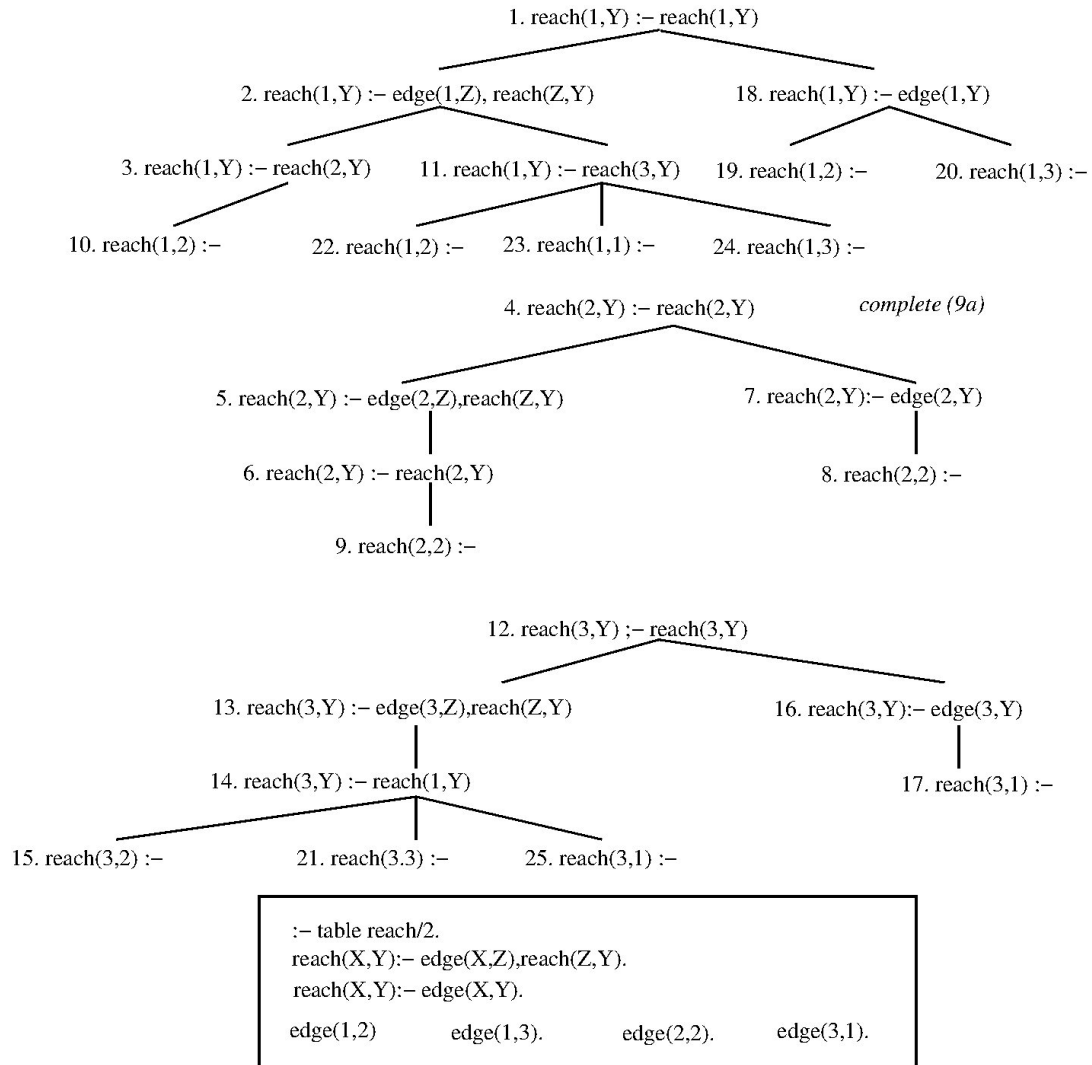 1. reach(1,Y) :− reach(1,Y)
2. reach(1,Y) :− edge(1,Z), reach(Z,Y)
18. reach(1,Y) :− edge(1,Y)
3. reach(1,Y) :− reach(2,Y)
11. reach(1,Y) :− reach(3,Y)
19. reach(1,2) :−
20. reach(1,3) :−
10. reach(1,2) :−
22. reach(1,2) :−
23. reach(1,1) :−
24. reach(1,3) :−
4. reach(2,Y) :− reach(2,Y)
complete (9a)
5. reach(2,Y) :− edge(2,Z),reach(Z,Y)
7. reach(2,Y):− edge(2,Y)
6. reach(2,Y) :− reach(2,Y)
8. reach(2,2) :−
9. reach(2,2) :−
12. reach(3,Y) ;− reach(3,Y)
13. reach(3,Y) :− edge(3,Z),reach(Z,Y)
16. reach(3,Y):− edge(3,Y)
14. reach(3,Y) :− reach(1,Y)
17. reach(3,1) :−
15. reach(3,2) :−
21. reach(3.3) :−
25. reach(3,1) :−
:− table reach/2.
reach(X,Y):− edge(X,Z),reach(Z,Y).
reach(X,Y):− edge(X,Y).
edge(1,2) edge(1,3). edge(2,2). edge(3,1).